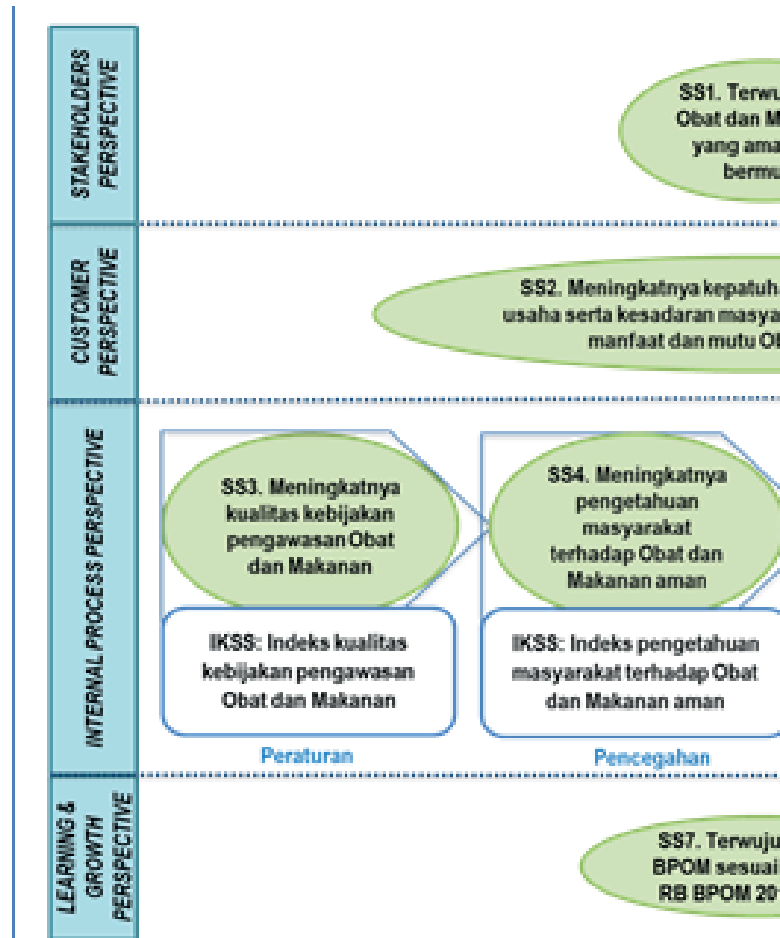 STAKEHOLDERS
PERSPECTIVE
SS1. Terwu
Obat dan M
yang ama
bermu
CUSTOMER
PERSPECTIVE
SS2. Meningkatnya kepatuha
usaha serta kesadaran masyar
manfaat dan mutu Ob
INTERNAL PROCESS PERSPECTIVE
SS3. Meningkatnya
kualitas kebijakan
pengawasan Obat
dan Makanan
IKSS: Indeks kualitas
kebijakan pengawasan
Obat dan Makanan
Peraturan
SS4. Meningkatnya
pengetahuan
masyarakat
terhadap Obat dan
Makanan aman
IKSS: Indeks pengetahuan
masyarakat terhadap Obat
dan Makanan aman
Pencegahan
LEARNING &
GROWTH
PERSPECTIVE
SS7. Terwuju
BPOM sesuai
RB BPOM 20